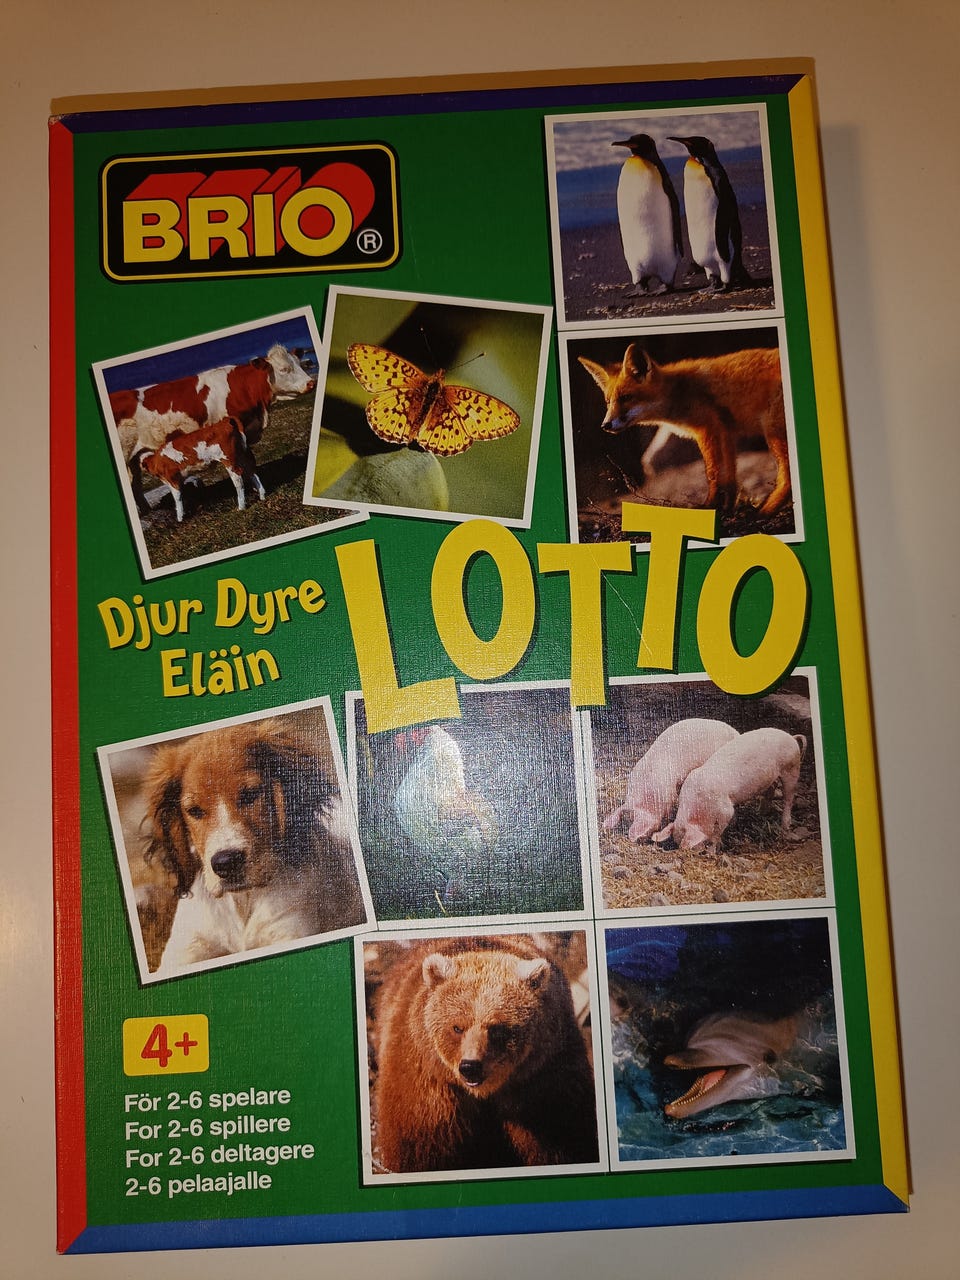 BRIO®
Djur Dyre
Eläin
LOTTO
4+
För 2-6 spelare
For 2-6 spillere
For 2-6 deltagere
2-6 pelaajalle